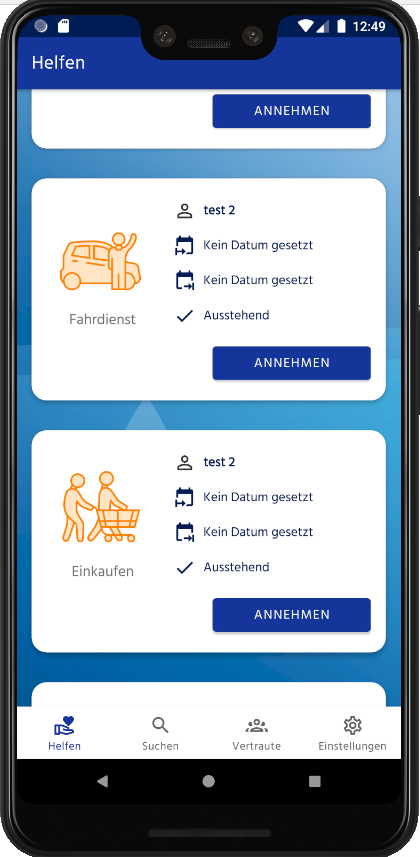 12:49
Helfen
ANNEHMEN
test 2
Kein Datum gesetzt
Kein Datum gesetzt
Ausstehend
Fahrdienst
ANNEHMEN
test 2
Kein Datum gesetzt
Kein Datum gesetzt
Ausstehend
Einkaufen
ANNEHMEN
Helfen Suchen Vertraute Einstellungen